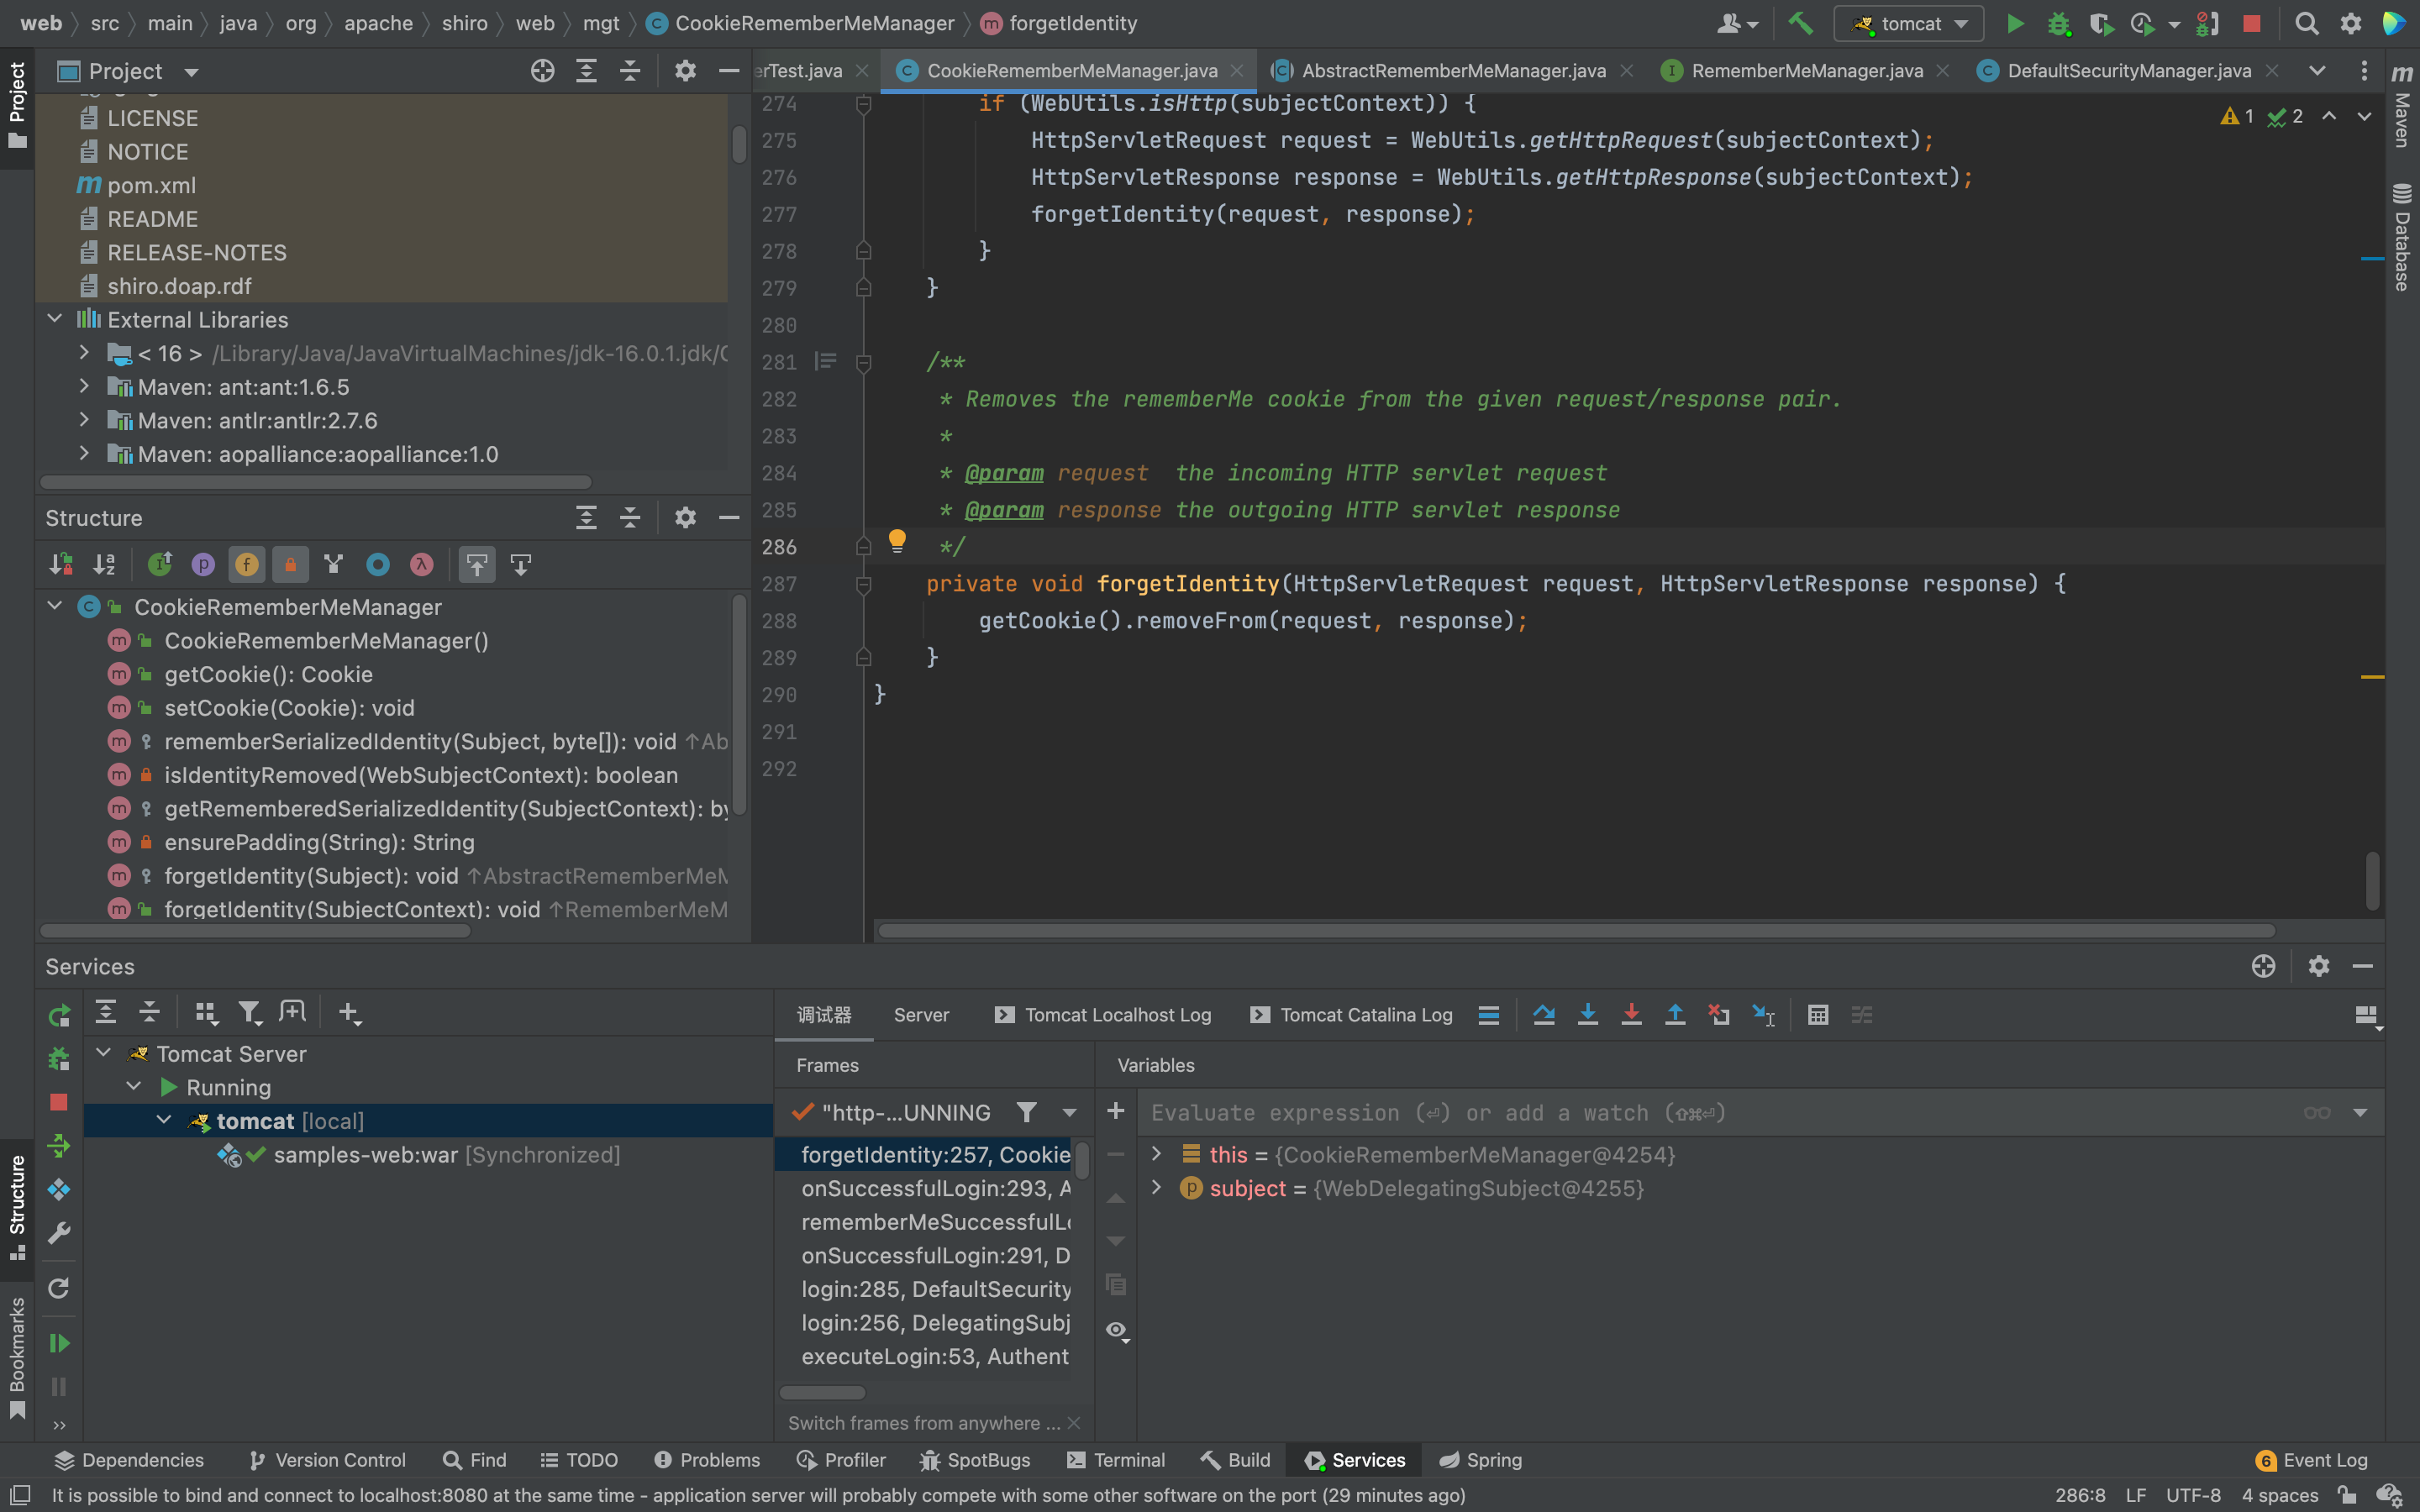 web src main java org apache shiro web mgt CookieRememberMeManager forgetIdentity
tomcat
Project
erTest.java CookieRememberMeManager.java AbstractRememberMeManager.java RememberMeManager.java DefaultSecurityManager.java
Project
Structure
Bookmarks
Maven
Database
LICENSE
NOTICE
pom.xml
README
RELEASE-NOTES
shiro.doap.rdf
External Libraries
< 16 > /Library/Java/JavaVirtualMachines/jdk-16.0.1.jdk/C
Maven: ant:ant:1.6.5
Maven: antlr:antlr:2.7.6
Maven: aopalliance:aopalliance:1.0
Structure
CookieRememberMeManager
CookieRememberMeManager()
getCookie(): Cookie
setCookie(Cookie): void
rememberSerializedIdentity(Subject, byte[]): void ↑Ab
isIdentityRemoved(WebSubjectContext): boolean
getRememberedSerializedIdentity(SubjectContext): by
ensurePadding(String): String
forgetIdentity(Subject): void ↑AbstractRememberMeM
forgetIdentity(SubjectContext): void ↑RememberMeM
1 2
274 if (WebUtils.isHttp(subjectContext)) {
275 HttpServletRequest request = WebUtils.getHttpRequest(subjectContext);
276 HttpServletResponse response = WebUtils.getHttpResponse(subjectContext);
277 forgetIdentity(request, response);
278 }
279 }
280
281 /**
282 * Removes the rememberMe cookie from the given request/response pair.
283 *
284 * @param request the incoming HTTP servlet request
285 * @param response the outgoing HTTP servlet response
286 */
287 private void forgetIdentity(HttpServletRequest request, HttpServletResponse response) {
288 getCookie().removeFrom(request, response);
289 }
290 }
291
292
Services
Tomcat Server
Running
tomcat [local]
samples-web:war [Synchronized]
调试器 Server Tomcat Localhost Log Tomcat Catalina Log
Frames Variables
"http-...UNNING
Evaluate expression (⏎) or add a watch (⇧⌘⏎)
forgetIdentity:257, Cookie
onSuccessfulLogin:293, A
rememberMeSuccessfulLo
onSuccessfulLogin:291, D
login:285, DefaultSecurity
login:256, DelegatingSubj
executeLogin:53, Authent
Switch frames from anywhere ...
this = {CookieRememberMeManager@4254}
subject = {WebDelegatingSubject@4255}
Dependencies Version Control Find TODO Problems Profiler SpotBugs Terminal Build Services Spring 6 Event Log
It is possible to bind and connect to localhost:8080 at the same time - application server will probably compete with some other software on the port (29 minutes ago) 286:8 LF UTF-8 4 spaces